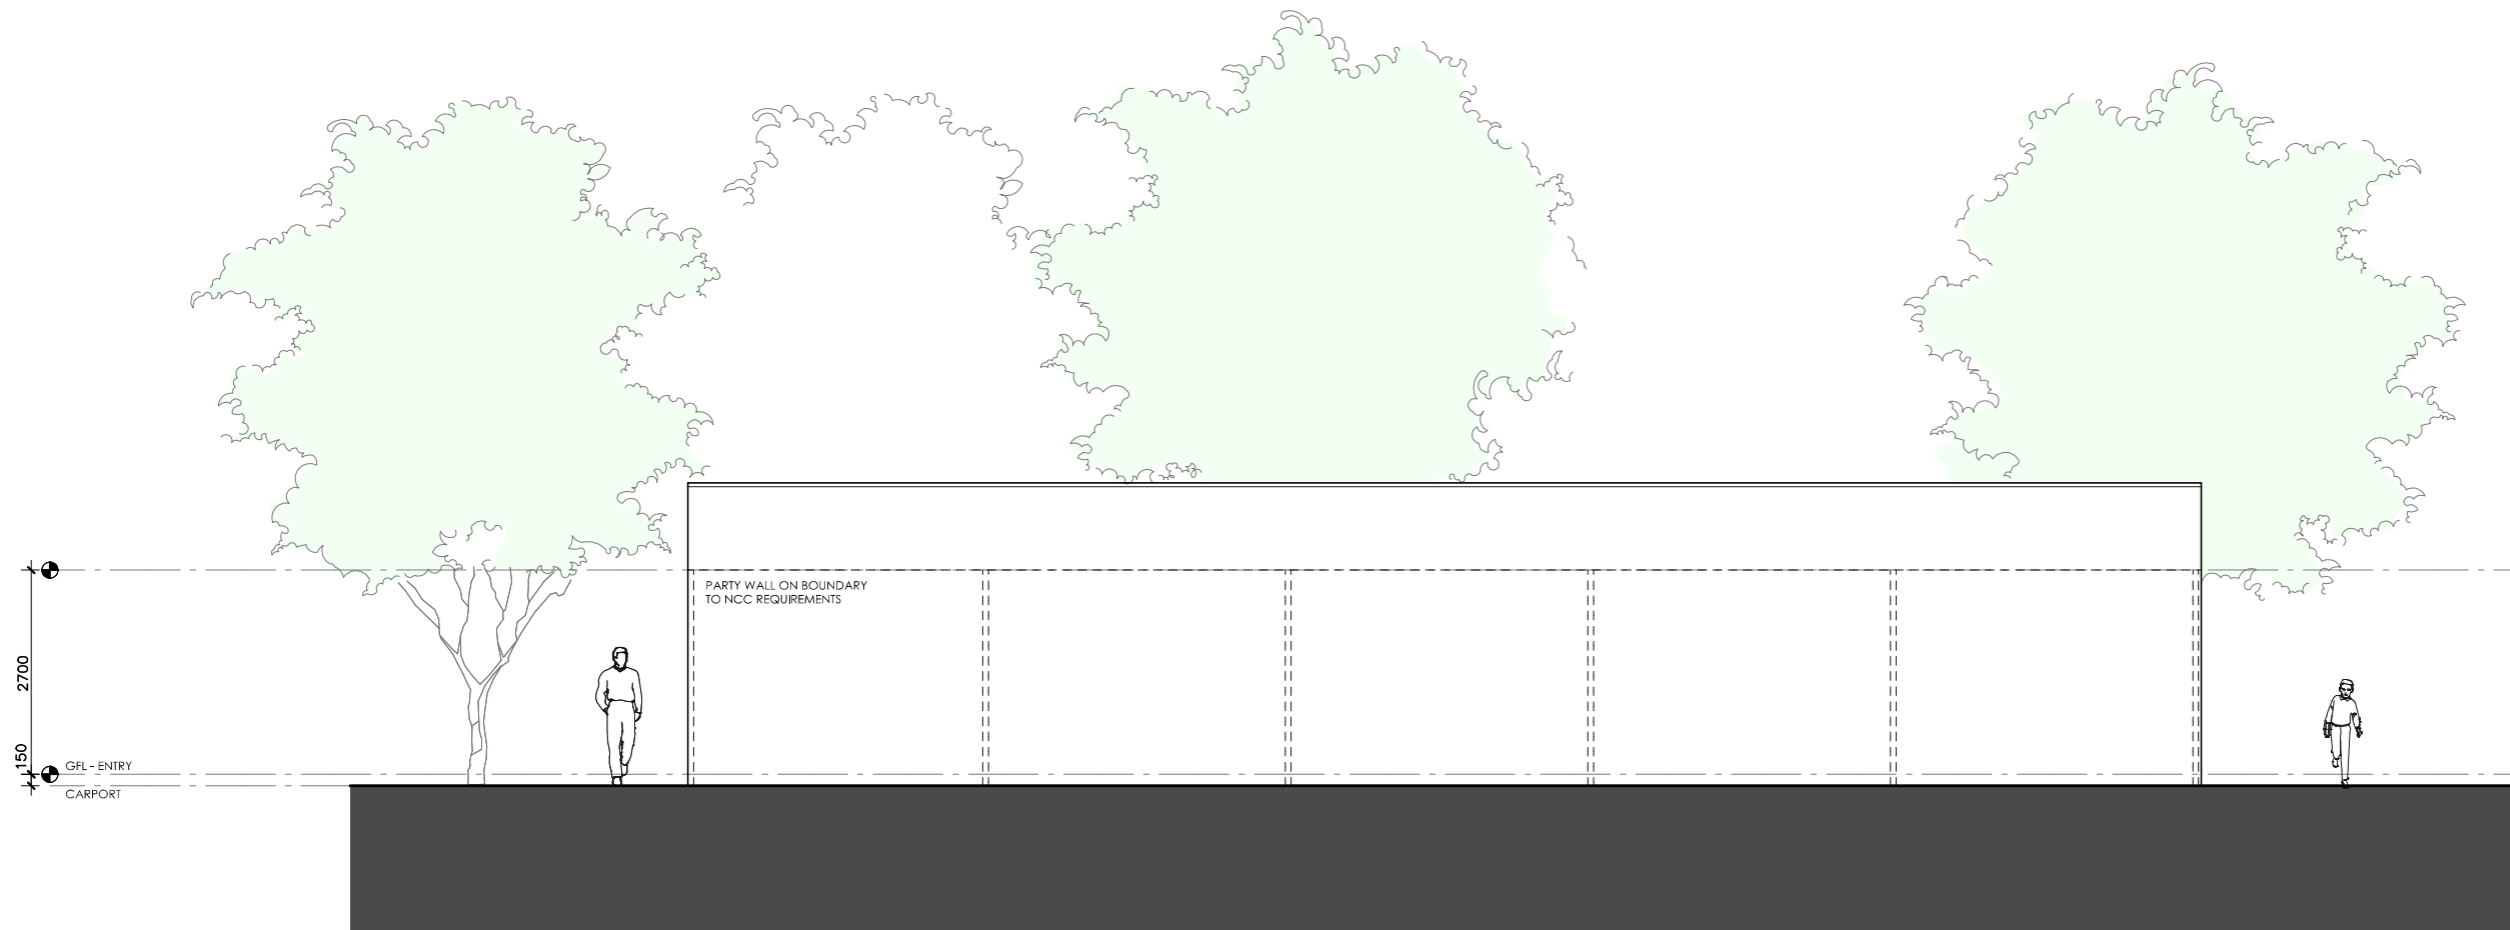 PARTY WALL ON BOUNDARY
TO NCC REQUIREMENTS
2700
150
GFL - ENTRY
CARPORT